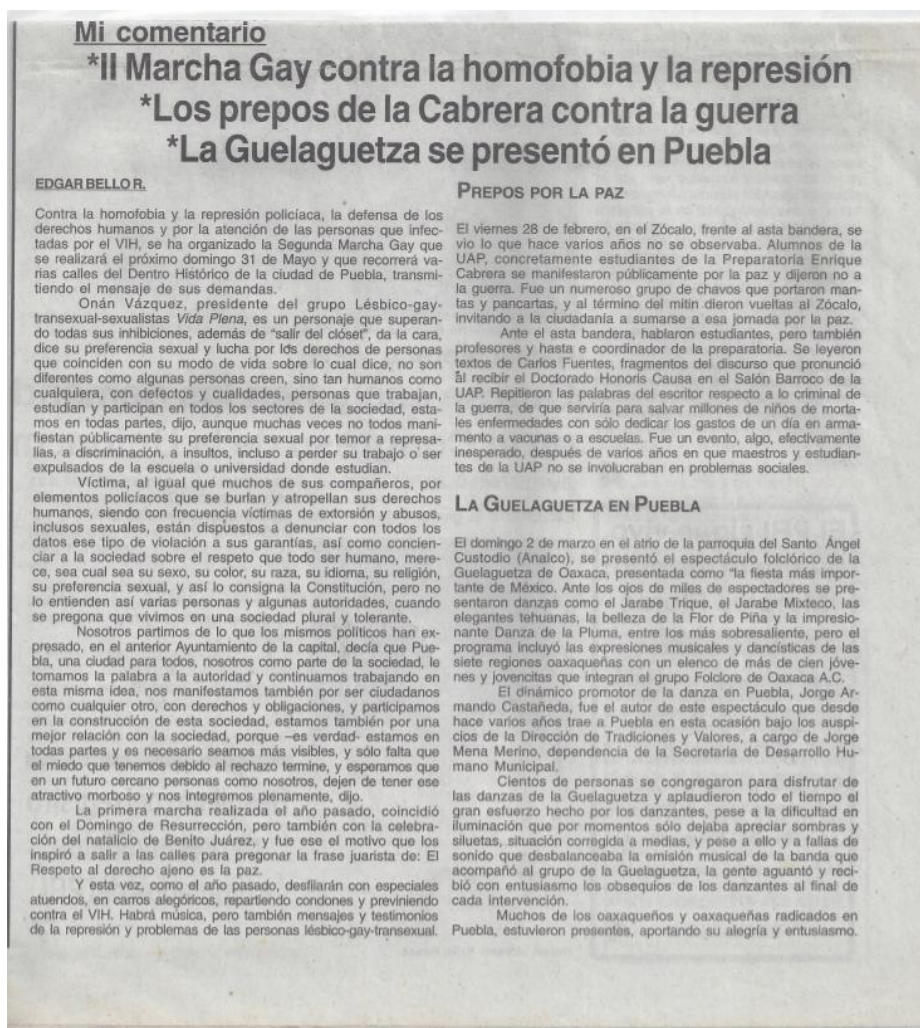 Mi comentario
*II Marcha Gay contra la homofobia y la represión
*Los prepos de la Cabrera contra la guerra
*La Guelaguetza se presentó en Puebla
EDGAR BELLO R.
Contra la homofobia y la represión policíaca, la defensa de los
derechos humanos y por la atención de las personas que infec-
tadas por el VIH, se ha organizado la Segunda Marcha Gay que
se realizará el próximo domingo 31 de Mayo y que recorrerá va-
rias calles del Dentro Histórico de la ciudad de Puebla, transmi-
tiendo el mensaje de sus demandas.
Onán Vázquez, presidente del grupo Lésbico-gay-
transexual-sexualistas Vida Plena, es un personaje que superan-
do todas sus inhibiciones, además de "salir del clóset", da la cara,
dice su preferencia sexual y lucha por los derechos de personas
que coinciden con su modo de vida sobre lo cual dice, no son
diferentes como algunas personas creen, sino tan humanos como
cualquiera, con defectos y cualidades, personas que trabajan,
estudian y participan en todos los sectores de la sociedad, esta-
mos en todas partes, dijo, aunque muchas veces no todos mani-
fiestan públicamente su preferencia sexual por temor a represa-
lias, a discriminación, a insultos, incluso a perder su trabajo o ser
expulsados de la escuela o universidad donde estudian.
Víctima, al igual que muchos de sus compañeros, por
elementos policíacos que se burlan y atropellan sus derechos
humanos, siendo con frecuencia víctimas de extorsión y abusos,
inclusos sexuales, están dispuestos a denunciar con todos los
datos ese tipo de violación a sus garantías, así como concien-
ciar a la sociedad sobre el respeto que todo ser humano, mere-
ce, sea cual sea su sexo, su color, su raza, su idioma, su religión,
su preferencia sexual, y así lo consigna la Constitución, pero no
lo entienden así varias personas y algunas autoridades, cuando
se pregona que vivimos en una sociedad plural y tolerante.
Nosotros partimos de lo que los mismos políticos han ex-
presado, en el anterior Ayuntamiento de la capital, decía que Pue-
bla, una ciudad para todos, nosotros como parte de la sociedad, le
tomamos la palabra a la autoridad y continuamos trabajando en
esta misma idea, nos manifestamos también por ser ciudadanos
como cualquier otro, con derechos y obligaciones, y participamos
en la construcción de esta sociedad, estamos también por una
mejor relación con la sociedad, porque –es verdad- estamos en
todas partes y es necesario seamos más visibles, y sólo falta que
el miedo que tenemos debido al rechazo termine, y esperamos que
en un futuro cercano personas como nosotros, dejen de tener ese
atractivo morboso y nos integremos plenamente, dijo.
La primera marcha realizada el año pasado, coincidió
con el Domingo de Resurrección, pero también con la celebra-
ción del natalicio de Benito Juárez, y fue ese el motivo que los
inspiró a salir a las calles para pregonar la frase juarista de: El
Respeto al derecho ajeno es la paz.
Y esta vez, como el año pasado, desfilarán con especiales
atuendos, en carros alegóricos, repartiendo condones y previniendo
contra el VIH. Habrá música, pero también mensajes y testimonios
de la represión y problemas de las personas lésbico-gay-transexual.
PREPOS POR LA PAZ
El viernes 28 de febrero, en el Zócalo, frente al asta bandera, se
vio lo que hace varios años no se observaba. Alumnos de la
UAP, concretamente estudiantes de la Preparatoria Enrique
Cabrera se manifestaron públicamente por la paz y dijeron no a
la guerra. Fue un numeroso grupo de chavos que portaron man-
tas y pancartas, y al término del mitin dieron vueltas al Zócalo,
invitando a la ciudadanía a sumarse a esa jornada por la paz.
Ante el asta bandera, hablaron estudiantes, pero también
profesores y hasta e coordinador de la preparatoria. Se leyeron
textos de Carlos Fuentes, fragmentos del discurso que pronunció
al recibir el Doctorado Honoris Causa en el Salón Barroco de la
UAP. Repitieron las palabras del escritor respecto a lo criminal de
la guerra, de que serviría para salvar millones de niños de morta-
les enfermedades con sólo dedicar los gastos de un día en arma-
mento a vacunas o a escuelas. Fue un evento, algo, efectivamente
inesperado, después de varios años en que maestros y estudian-
tes de la UAP no se involucraban en problemas sociales.
LA GUELAGUETZA EN PUEBLA
El domingo 2 de marzo en el atrio de la parroquia del Santo Ángel
Custodio (Analco), se presentó el espectáculo folclórico de la
Guelaguetza de Oaxaca, presentada como "la fiesta más impor-
tante de México. Ante los ojos de miles de espectadores se pre-
sentaron danzas como el Jarabe Trique, el Jarabe Mixteco, las
elegantes tehuanas, la belleza de la Flor de Piña y la impresio-
nante Danza de la Pluma, entre los más sobresaliente, pero el
programa incluyó las expresiones musicales y dancísticas de las
siete regiones oaxaqueñas con un elenco de más de cien jóve-
nes y jovencitas que integran el grupo Folclore de Oaxaca A.C.
El dinámico promotor de la danza en Puebla, Jorge Ar-
mando Castañeda, fue el autor de este espectáculo que desde
hace varios años trae a Puebla en esta ocasión bajo los auspi-
cios de la Dirección de Tradiciones y Valores, a cargo de Jorge
Mena Merino, dependencia de la Secretaria de Desarrollo Hu-
mano Municipal.
Cientos de personas se congregaron para disfrutar de
las danzas de la Guelaguetza y aplaudieron todo el tiempo el
gran esfuerzo hecho por los danzantes, pese a la dificultad en
iluminación que por momentos sólo dejaba apreciar sombras y
siluetas, situación corregida a medias, y pese a ello y a fallas de
sonido que desbalanceaba la emisión musical de la banda que
acompañó al grupo de la Guelaguetza, la gente aguantó y reci-
bió con entusiasmo los obsequios de los danzantes al final de
cada intervención.
Muchos de los oaxaqueños y oaxaqueñas radicados en
Puebla, estuvieron presentes, aportando su alegría y entusiasmo.